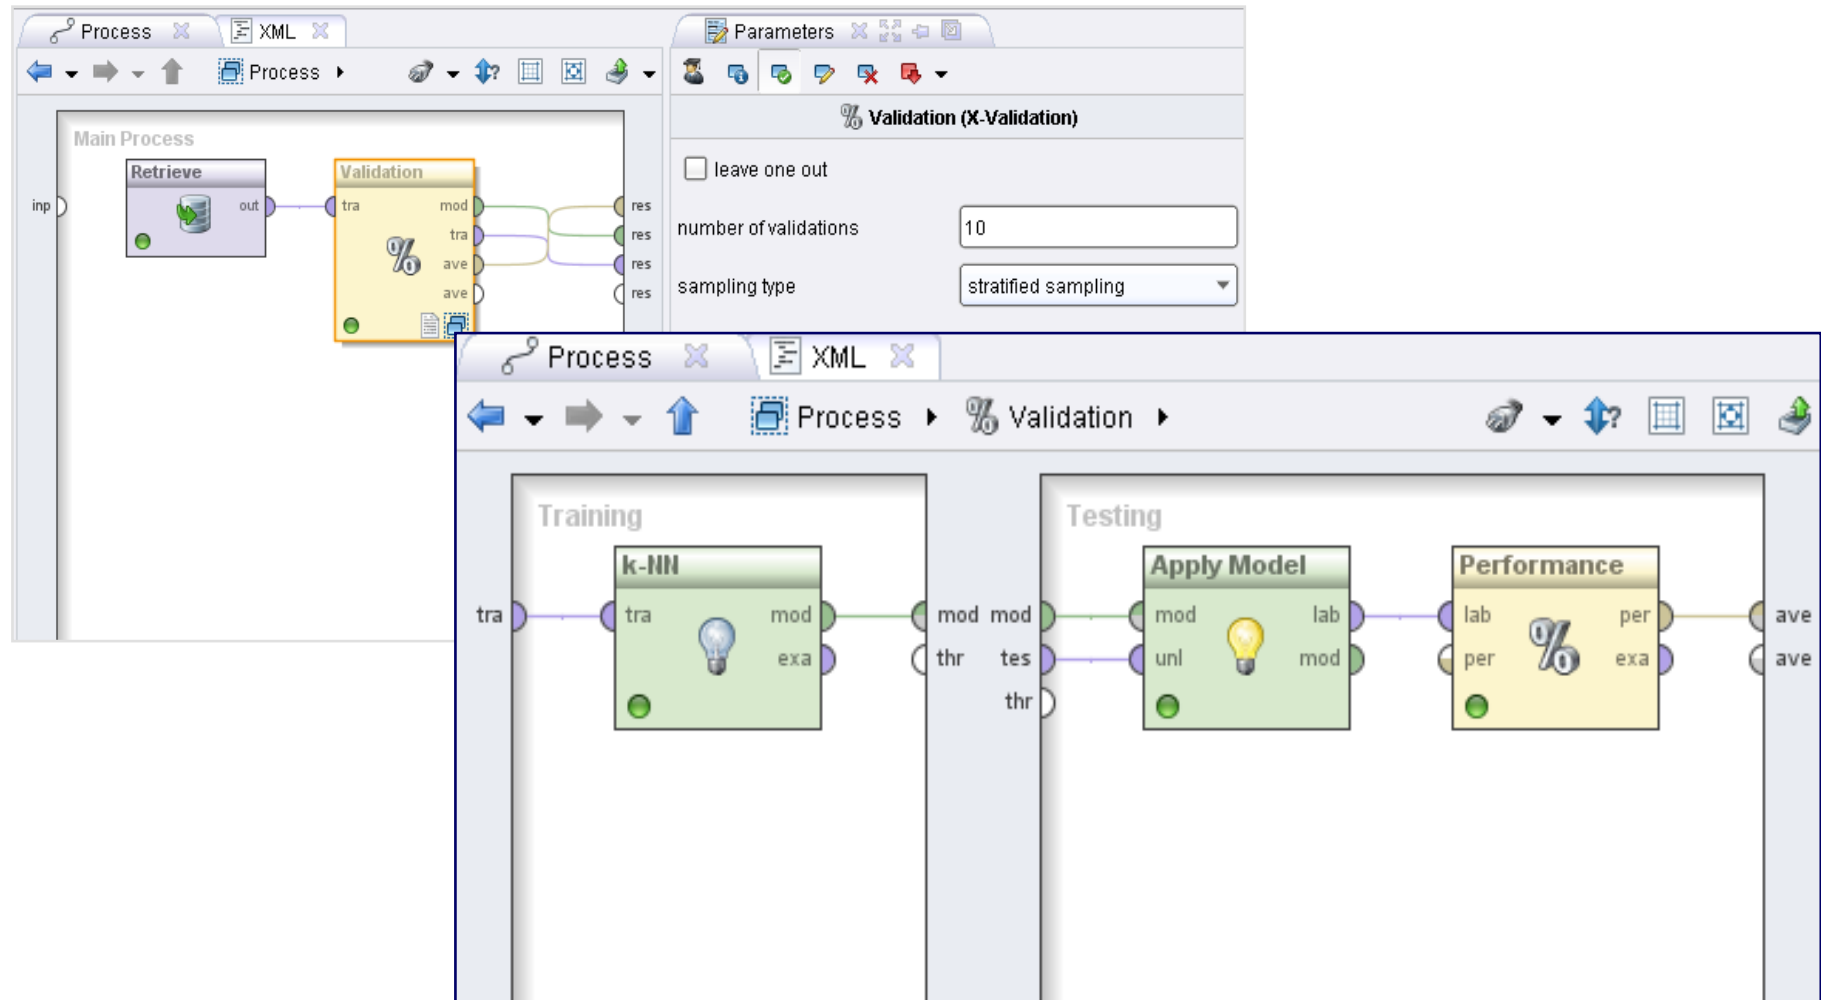 Process
XML
Parameters
Process
Validation (X-Validation)
Main Process
leave one out
Retrieve
Validation
inp
out
tra
mod
res
number of validations
10
tra
res
ave
res
sampling type
stratified sampling
ave
res
Process
XML
Process
Validation
Training
Testing
k-NN
Apply Model
Performance
tra
tra
mod
mod
mod
mod
lab
lab
per
ave
exa
thr
tes
unl
mod
per
exa
ave
thr